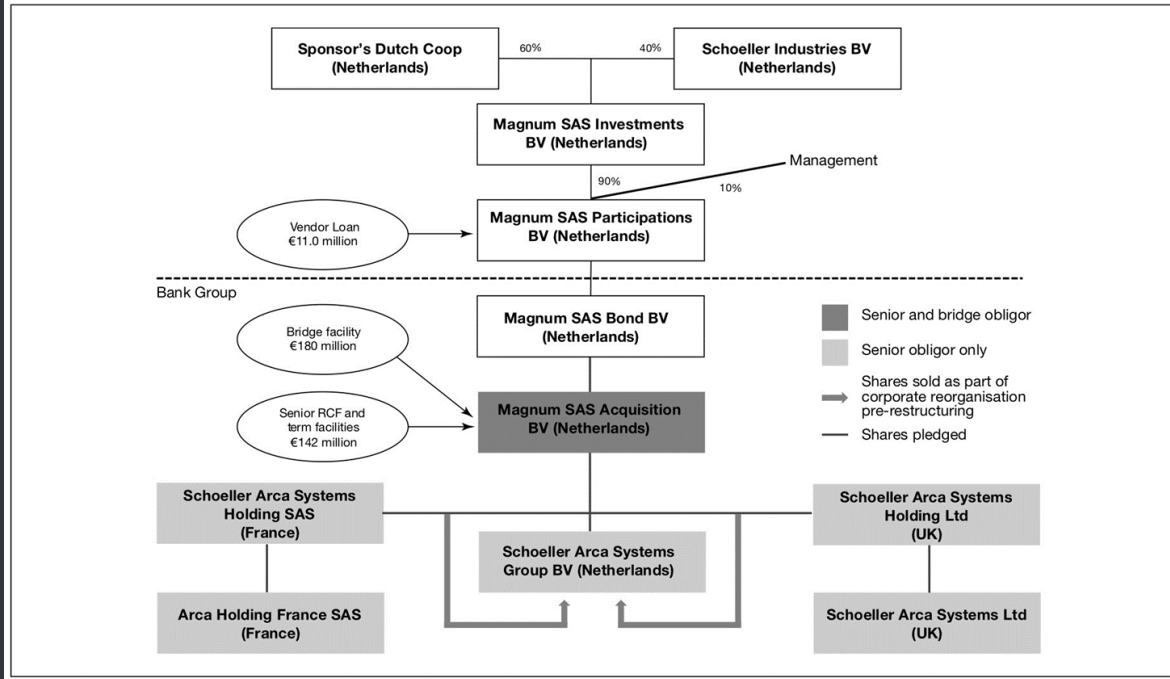 Sponsor's Dutch Coop
(Netherlands)
60%
40%
Schoeller Industries BV
(Netherlands)
Magnum SAS Investments
BV (Netherlands)
Management
90%
10%
Magnum SAS Participations
BV (Netherlands)
Vendor Loan
€11.0 million
Bank Group
Magnum SAS Bond BV
(Netherlands)
Bridge facility
€180 million
Senior and bridge obligor
Senior obligor only
Shares sold as part of
corporate reorganisation
pre-restructuring
Shares pledged
Magnum SAS Acquisition
BV (Netherlands)
Senior RCF and
term facilities
€142 million
Schoeller Arca Systems
Holding SAS
(France)
Schoeller Arca Systems
Holding Ltd
(UK)
Schoeller Arca Systems
Group BV (Netherlands)
Arca Holding France SAS
(France)
Schoeller Arca Systems Ltd
(UK)